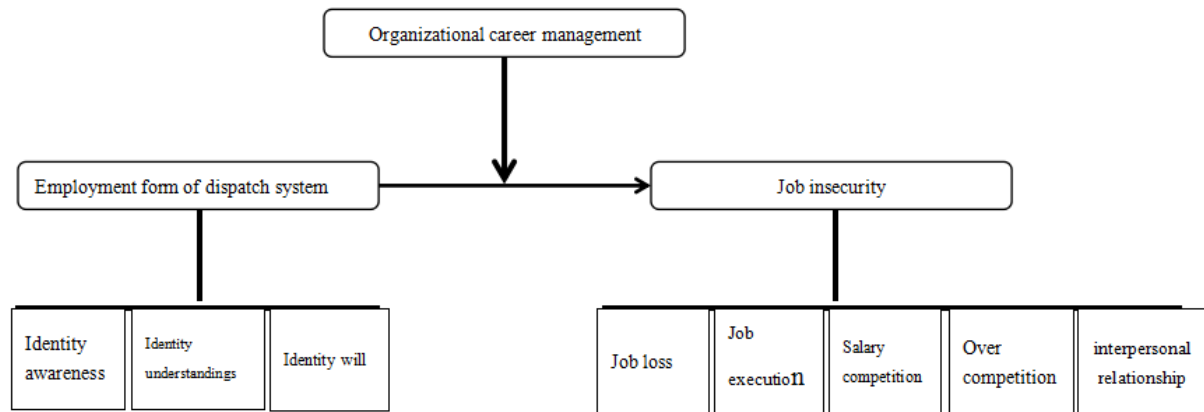 Organizational career management
Employment form of dispatch system
Job insecurity
Identity
awareness
Identity
understandings
Identity will
Job loss
Job
execution
Salary
competition
Over
competition
interpersonal
relationship